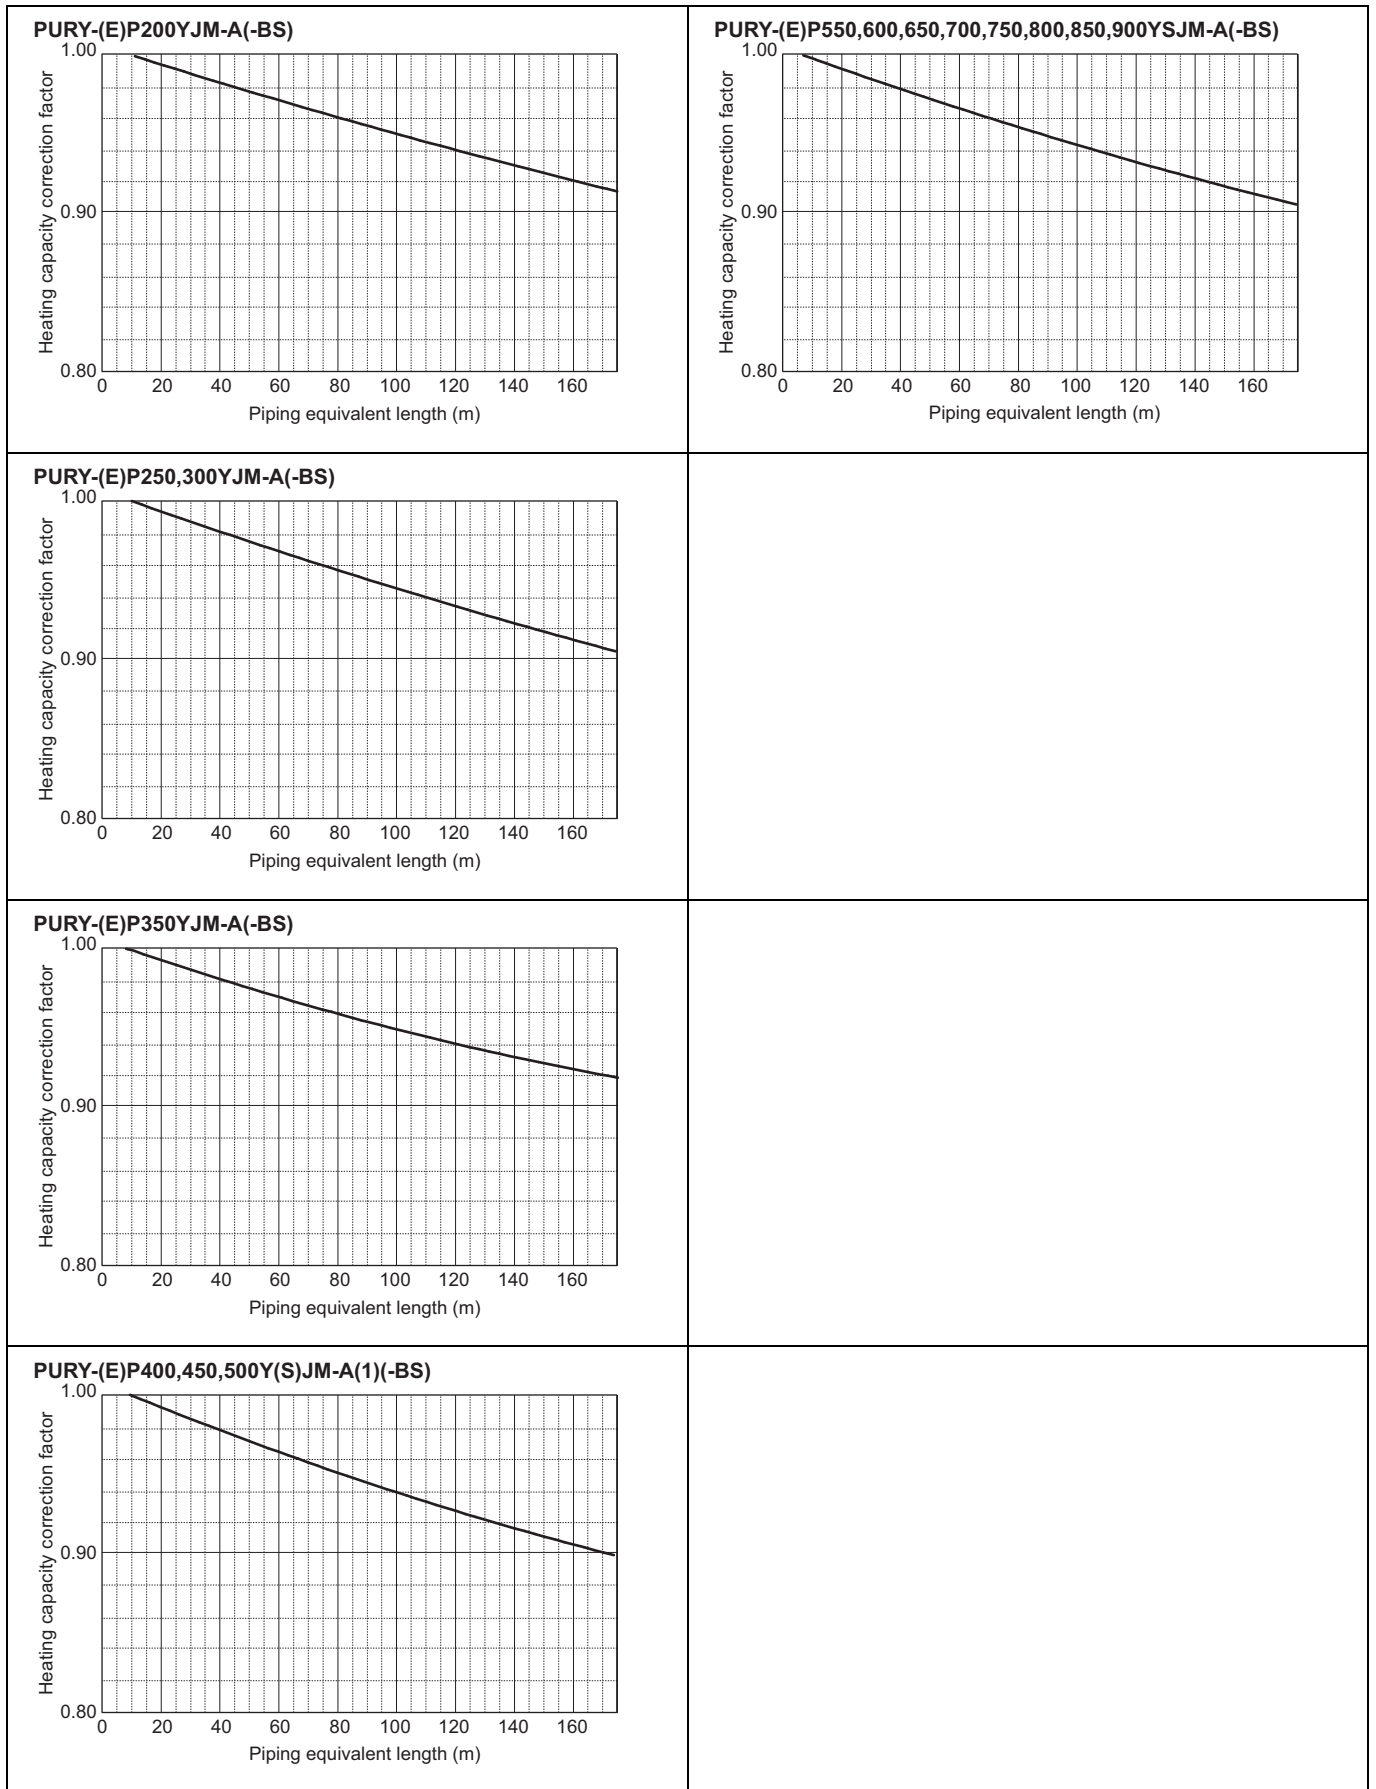 PURY-(E)P200YJM-A(-BS)
Heating capacity correction factor
1.00
0.90
0.80
0 20 40 60 80 100 120 140 160
Piping equivalent length (m)
PURY-(E)P550,600,650,700,750,800,850,900YSJM-A(-BS)
Heating capacity correction factor
1.00
0.90
0.80
0 20 40 60 80 100 120 140 160
Piping equivalent length (m)
PURY-(E)P250,300YJM-A(-BS)
Heating capacity correction factor
1.00
0.90
0.80
0 20 40 60 80 100 120 140 160
Piping equivalent length (m)
PURY-(E)P350YJM-A(-BS)
Heating capacity correction factor
1.00
0.90
0.80
0 20 40 60 80 100 120 140 160
Piping equivalent length (m)
PURY-(E)P400,450,500Y(S)JM-A(1)(-BS)
Heating capacity correction factor
1.00
0.90
0.80
0 20 40 60 80 100 120 140 160
Piping equivalent length (m)